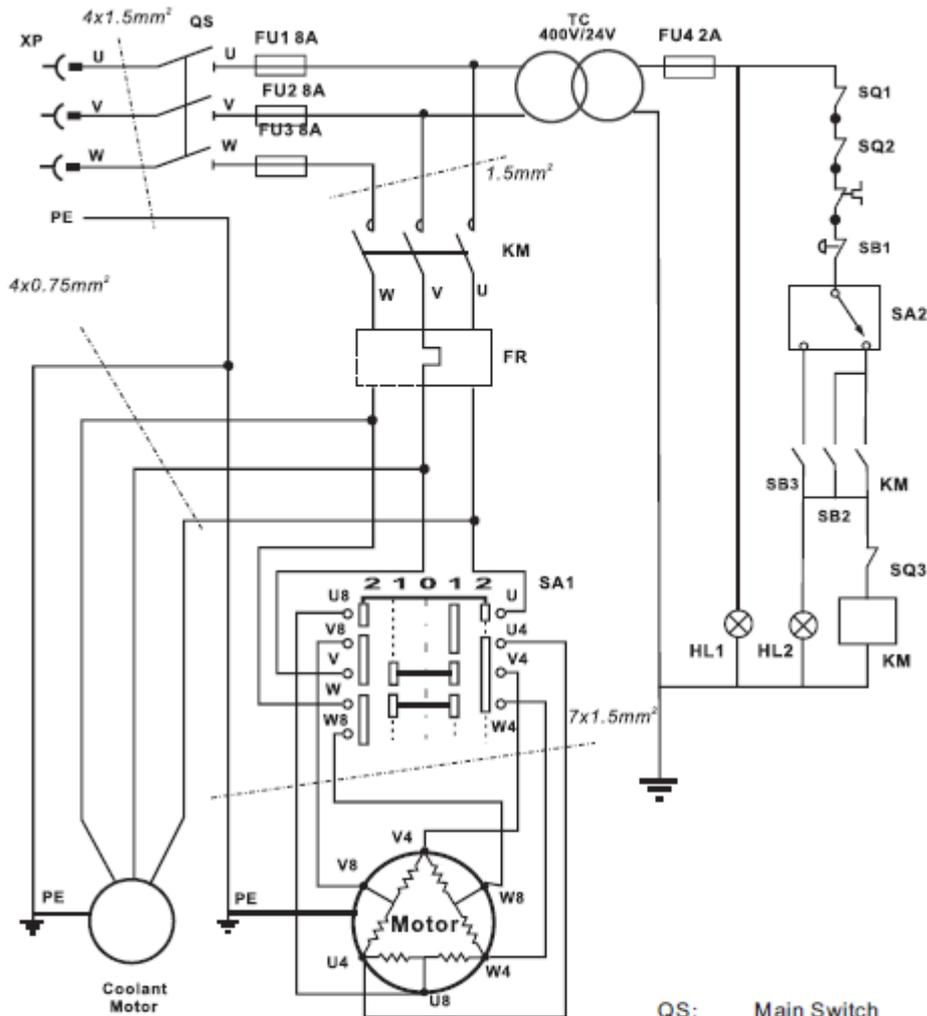 4x1.5mm²
QS
TC
400V/24V
XP
U
U
FU1 8A
FU4 2A
V
V
FU2 8A
SQ1
W
W
FU3 8A
SQ2
1.5mm²
PE
KM
SB1
W
V
U
4x0.75mm²
SA2
FR
SB3
KM
SB2
SQ3
2 1 0 1 2
SA1
U8
U
V8
U4
V
V4
W
W8
W4
HL1
HL2
KM
7x1.5mm²
V4
V8
W8
PE
PE
Motor
U4
W4
U8
Coolant
Motor
QS: Main Switch